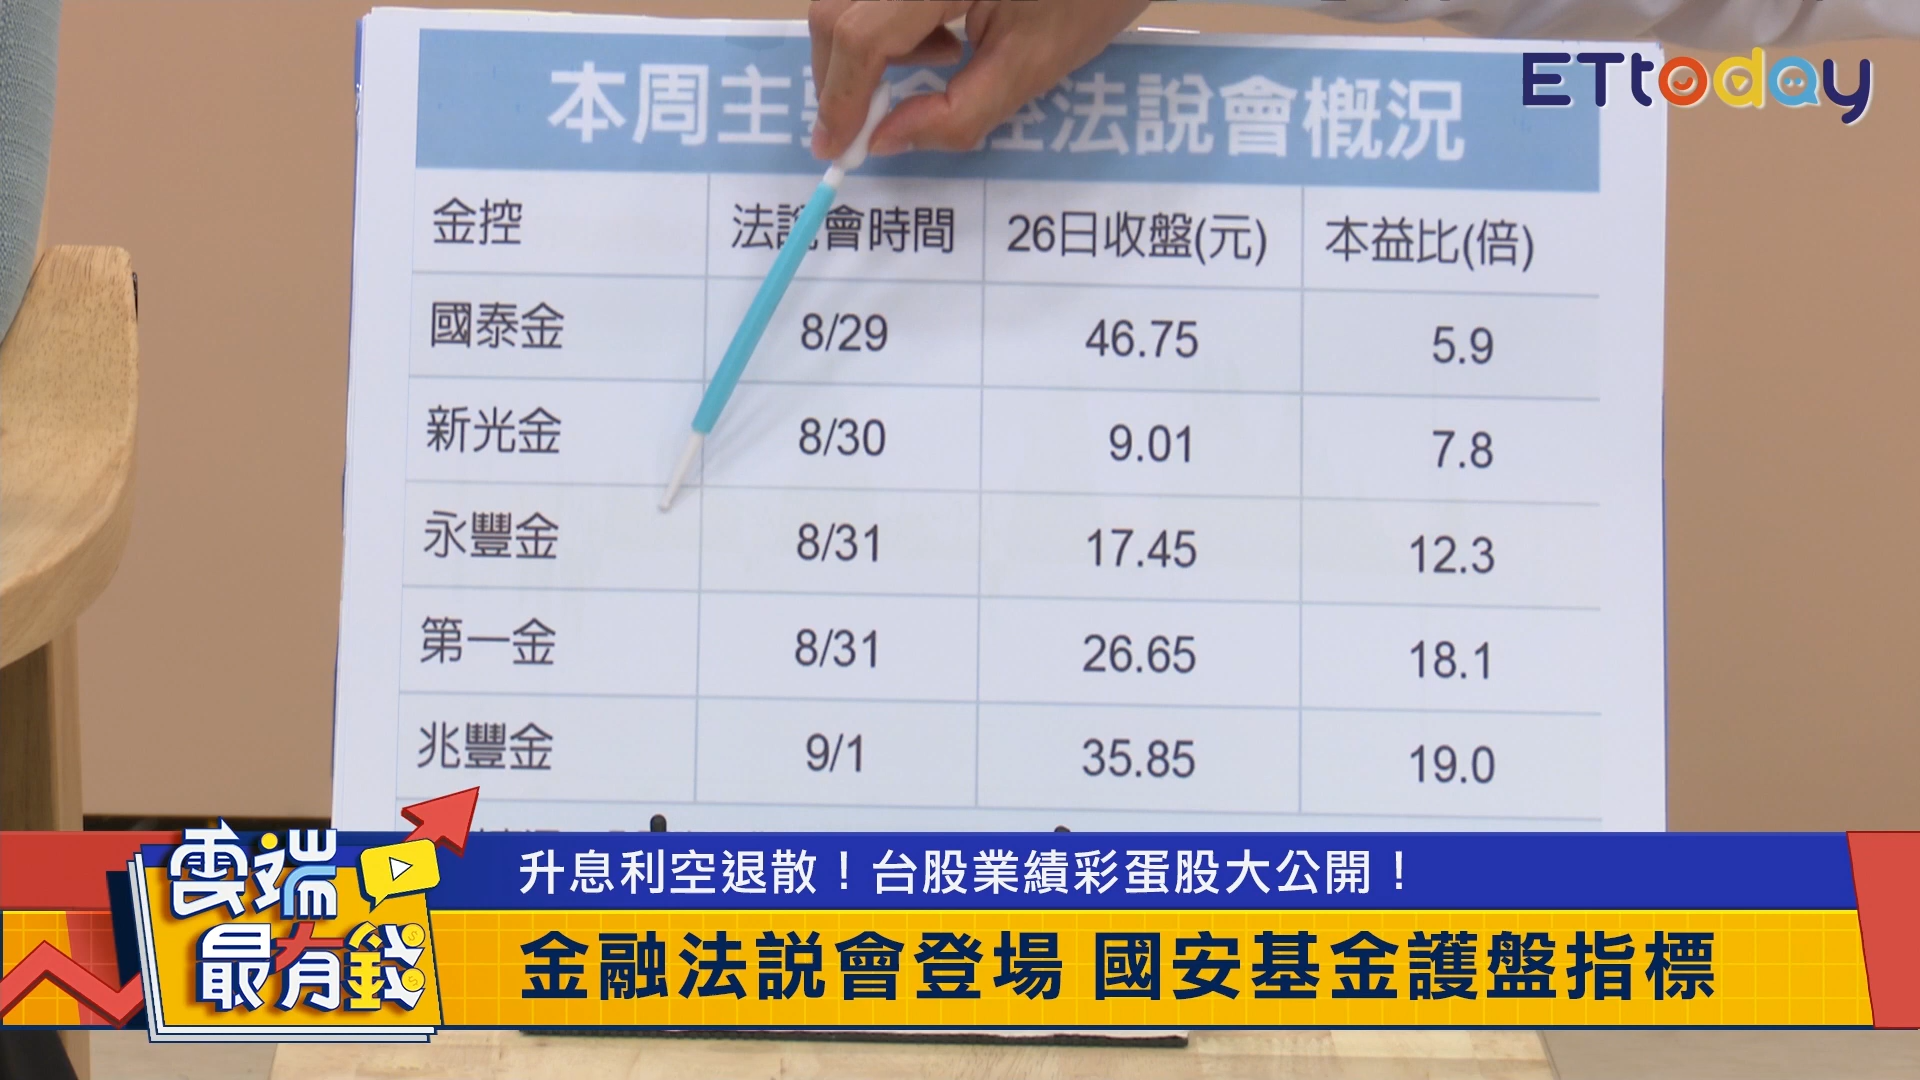 ETtoday
本周主要金控法說會概況
金控 法說會時間 26日收盤(元) 本益比(倍)
國泰金 8/29 46.75 5.9
新光金 8/30 9.01 7.8
永豐金 8/31 17.45 12.3
第一金 8/31 26.65 18.1
兆豐金 9/1 35.85 19.0
雲端
最有錢
升息利空退散！台股業績彩蛋股大公開！
金融法說會登場 國安基金護盤指標